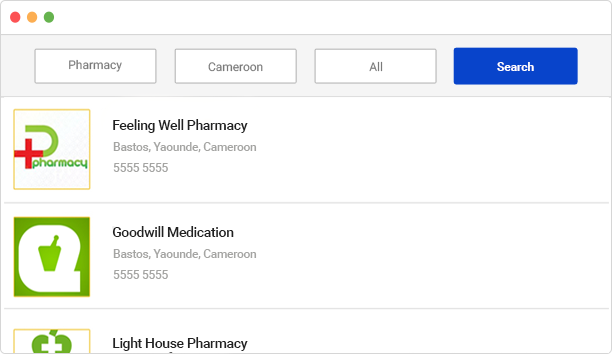 Pharmacy
Cameroon
All
Search
pharmacy
Feeling Well Pharmacy
Bastos, Yaounde, Cameroon
5555 5555
Goodwill Medication
Bastos, Yaounde, Cameroon
5555 5555
Light House Pharmacy